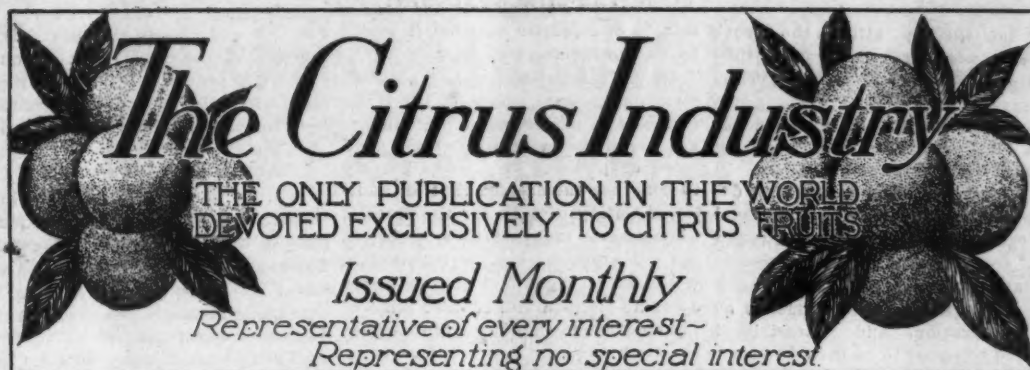 The Citrus Industry
THE ONLY PUBLICATION IN THE WORLD
DEVOTED EXCLUSIVELY TO CITRUS FRUITS
Issued Monthly
Representative of every interest~
Representing no special interest.